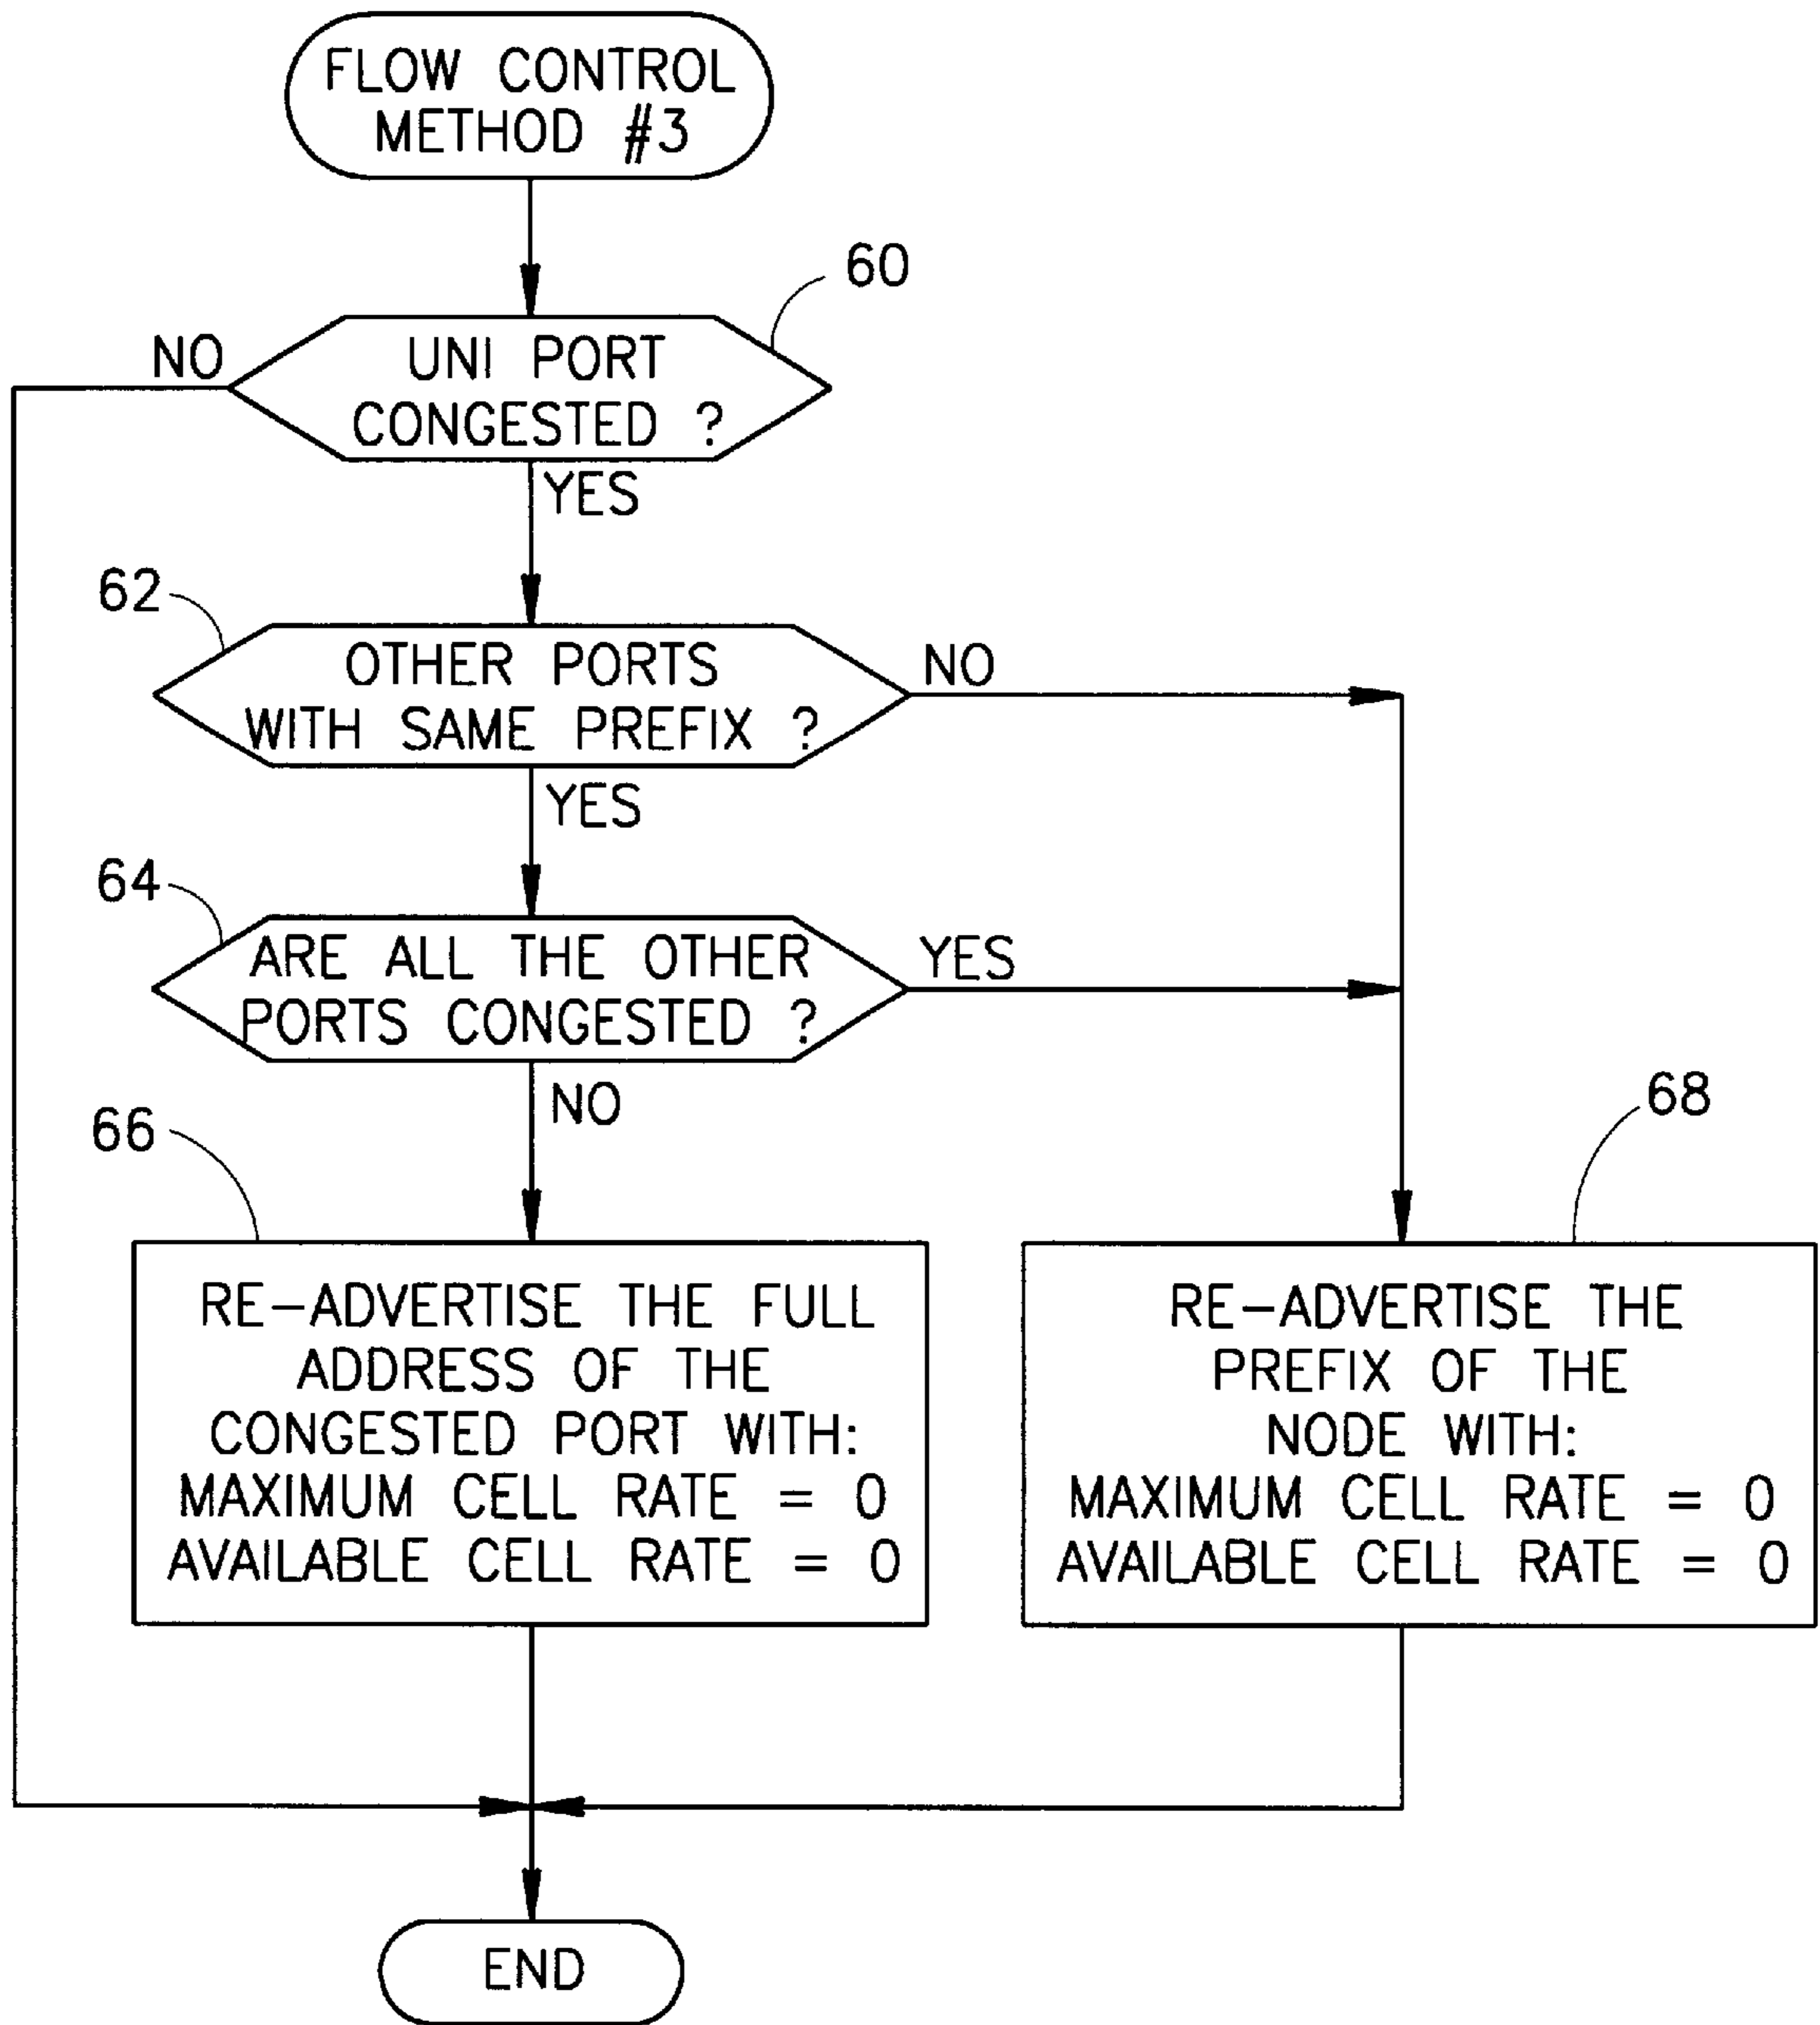 FLOW CONTROL
METHOD #3
60
NO
UNI PORT
CONGESTED ?
YES
62
OTHER PORTS
WITH SAME PREFIX ?
NO
YES
64
ARE ALL THE OTHER
PORTS CONGESTED ?
YES
NO
66
68
RE-ADVERTISE THE FULL
ADDRESS OF THE
CONGESTED PORT WITH:
MAXIMUM CELL RATE = 0
AVAILABLE CELL RATE = 0
RE-ADVERTISE THE
PREFIX OF THE
NODE WITH:
MAXIMUM CELL RATE = 0
AVAILABLE CELL RATE = 0
END